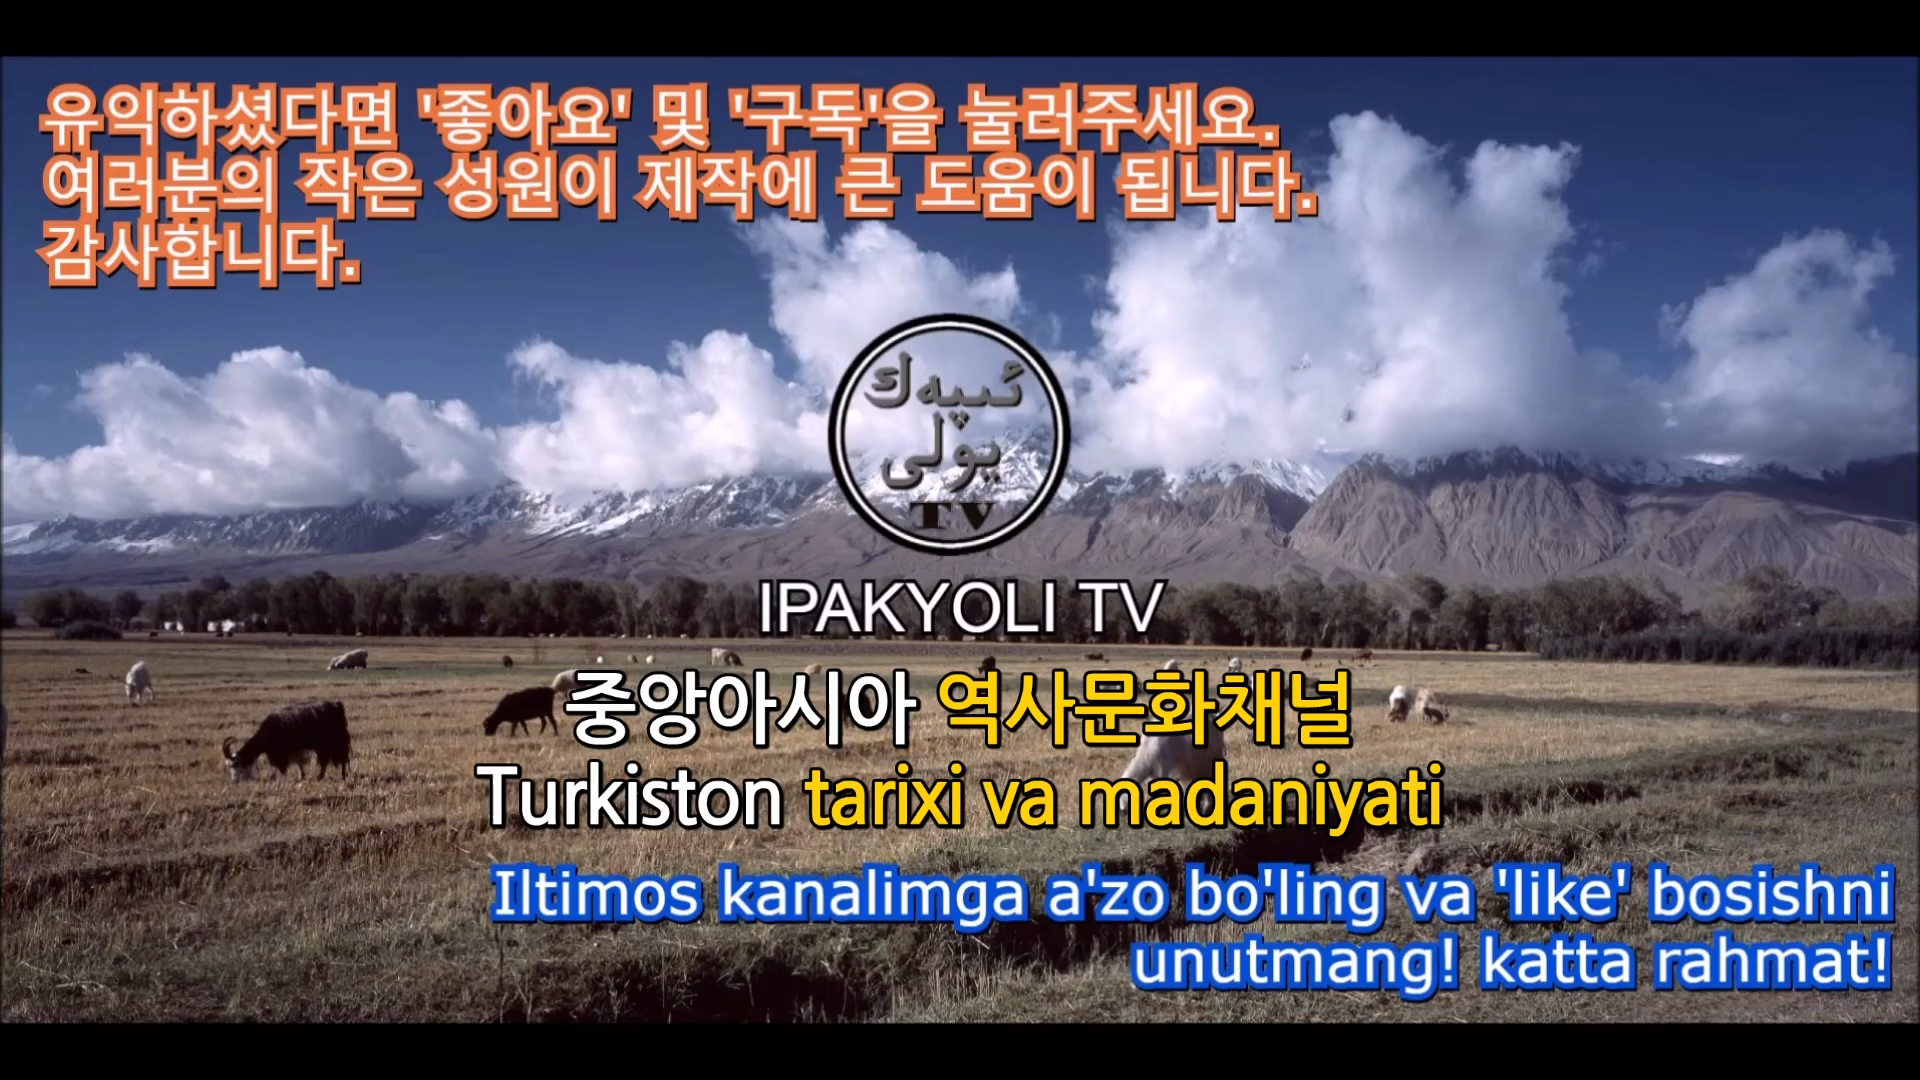 유익하셨다면 '좋아요' 및 '구독'을 눌러주세요.
여러분의 작은 성원이 제작에 큰 도움이 됩니다.
감사합니다.
ئىپەك
يولى
TV
IPAKYOLI TV
중앙아시아 역사문화채널
Turkiston tarixi va madaniyati
Iltimos kanalimga a'zo bo'ling va 'like' bosishni
unutmang! katta rahmat!